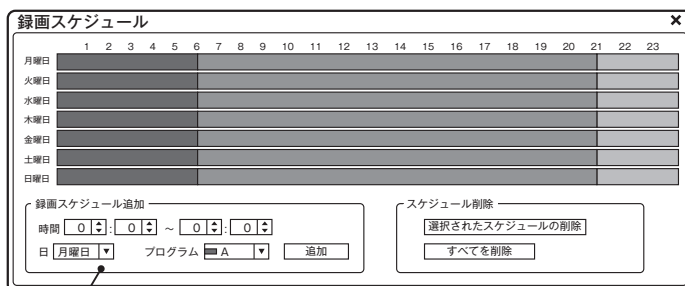 録画スケジュール ×
1 2 3 4 5 6 7 8 9 10 11 12 13 14 15 16 17 18 19 20 21 22 23
月曜日
火曜日
水曜日
木曜日
金曜日
土曜日
日曜日
録画スケジュール追加
時間 0 : 0 ~ 0 : 0
日 月曜日 ▼ プログラム A ▼ 追加
スケジュール削除
選択されたスケジュールの削除
すべてを削除